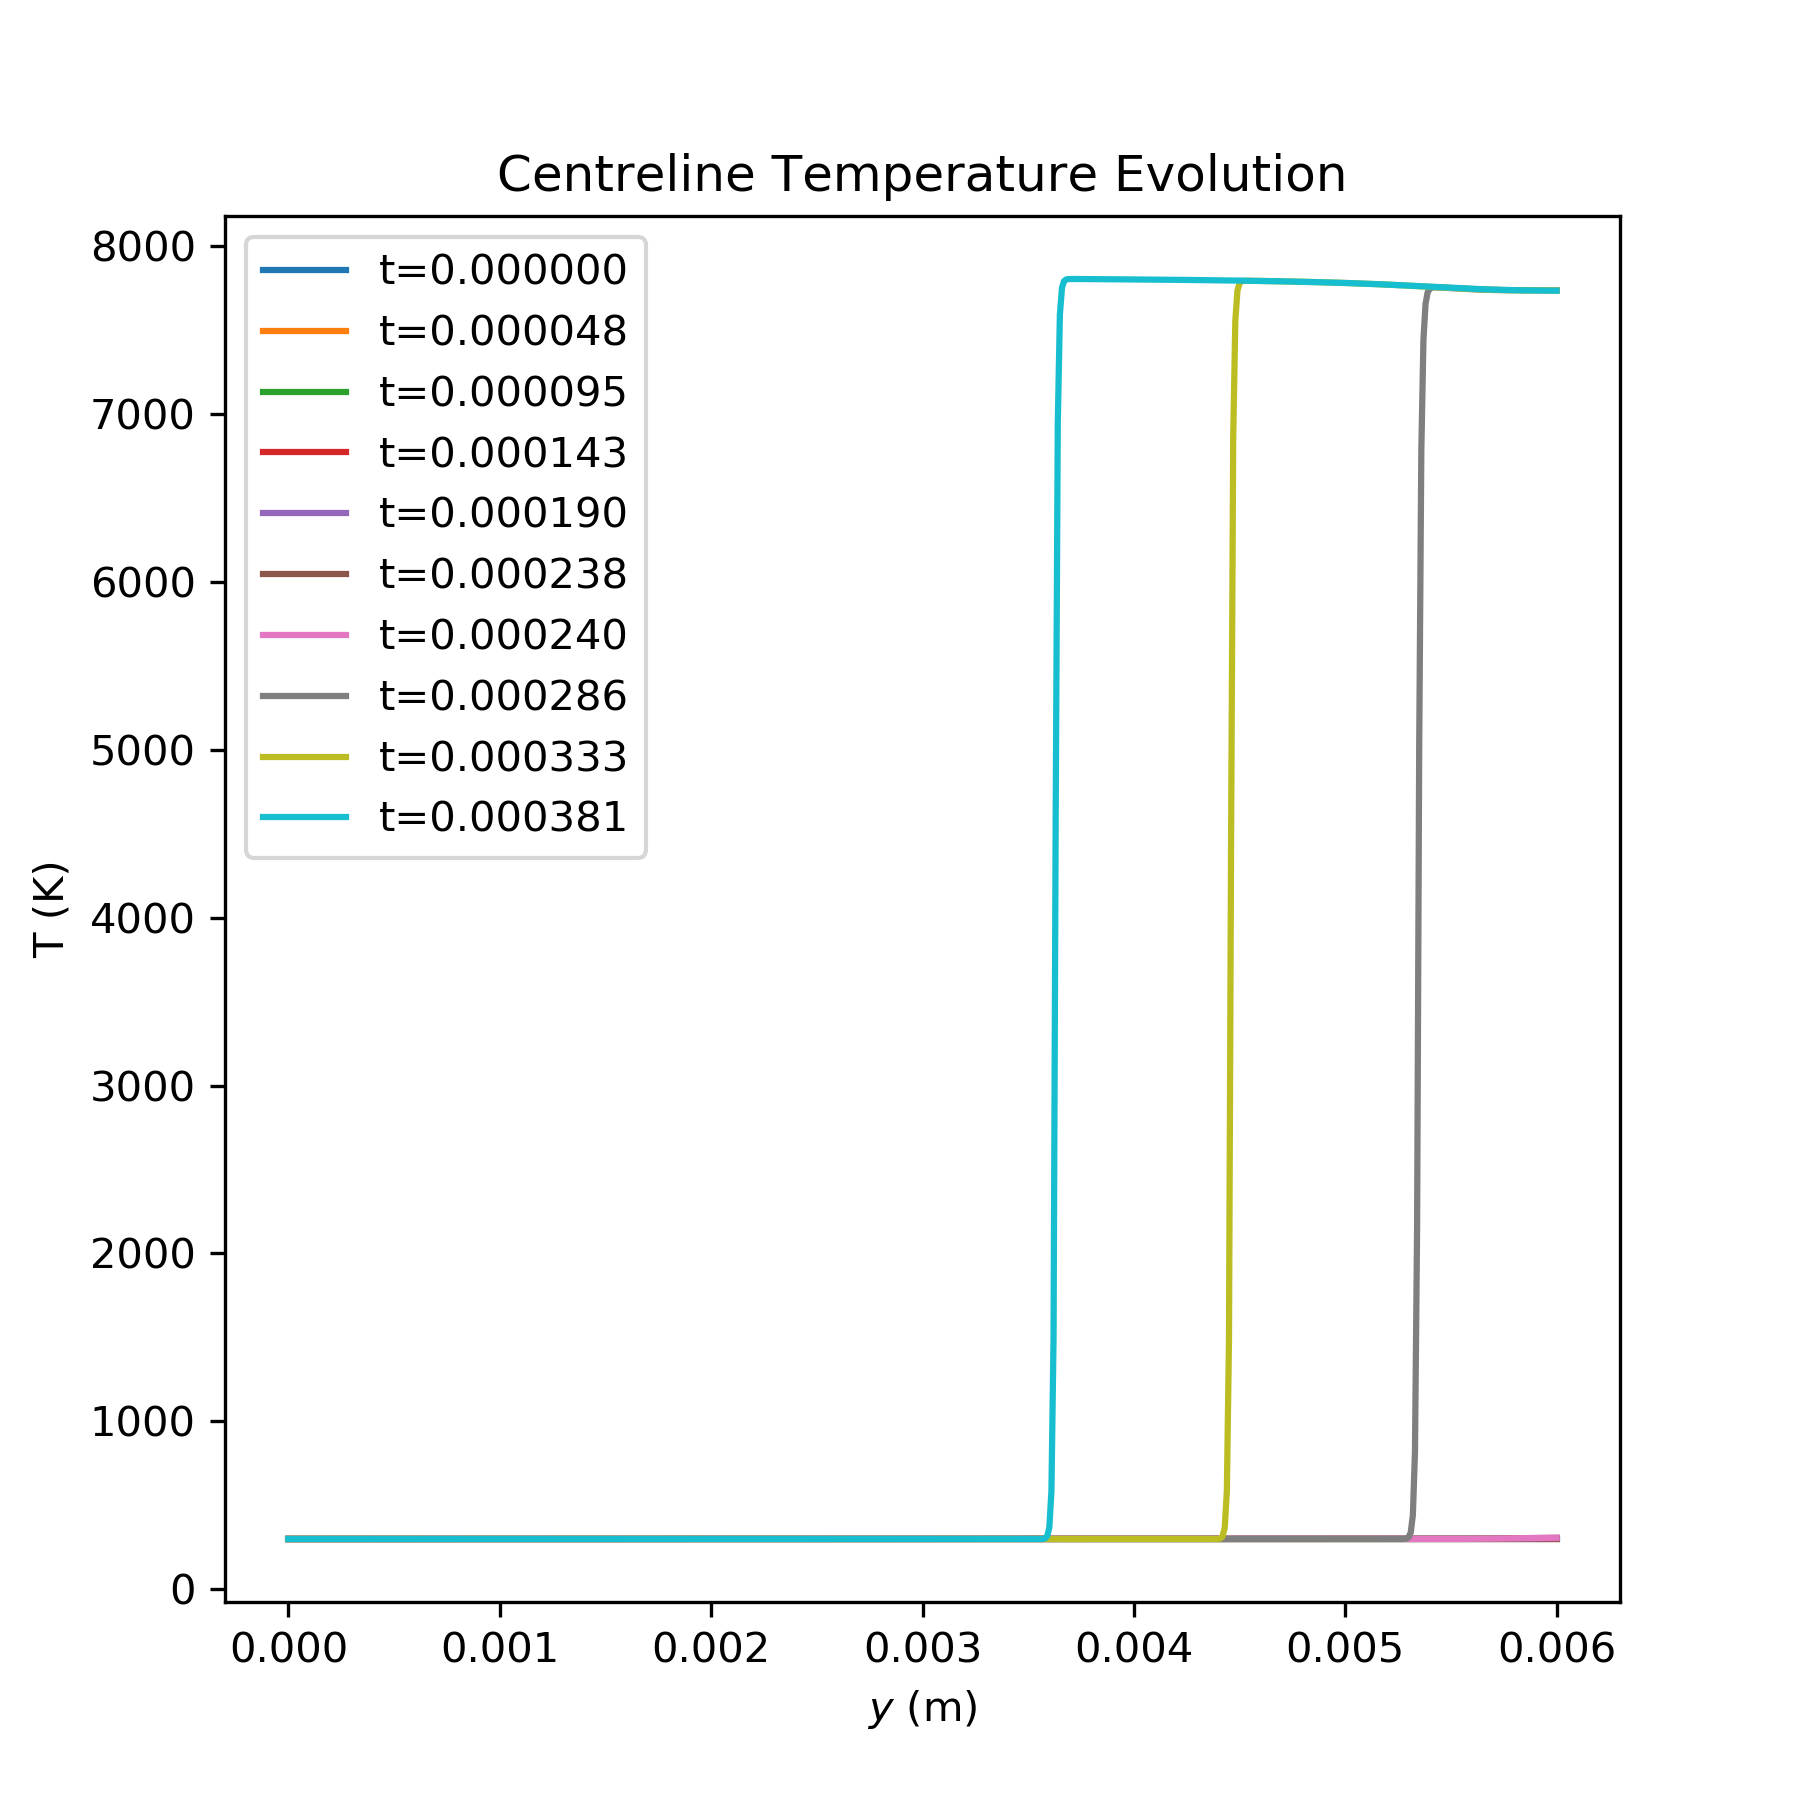 Centreline Temperature Evolution
8000
7000
6000
5000
4000
3000
2000
1000
0
T (K)
t=0.000000
t=0.000048
t=0.000095
t=0.000143
t=0.000190
t=0.000238
t=0.000240
t=0.000286
t=0.000333
t=0.000381
0.000 0.001 0.002 0.003 0.004 0.005 0.006
y (m)